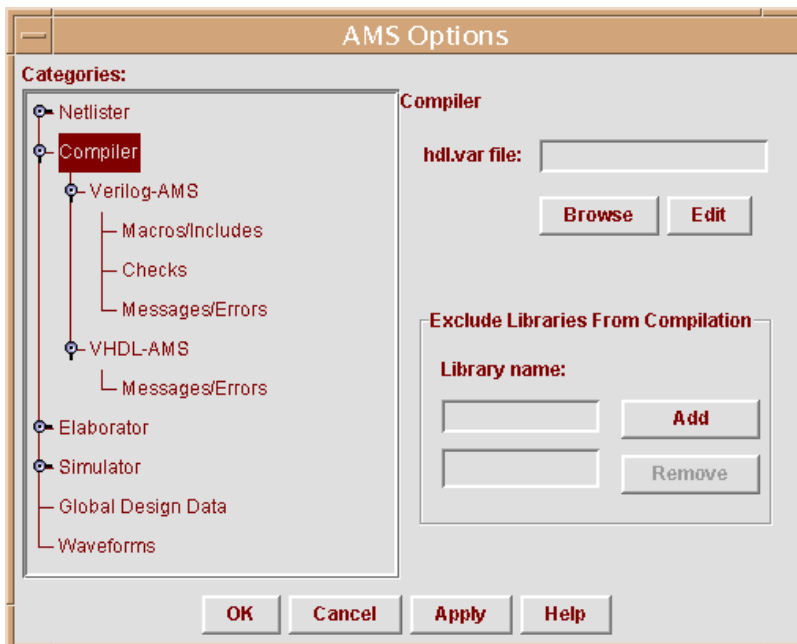 AMS Options
Categories:
Netlister
Compiler
Verilog-AMS
Macros/Includes
Checks
Messages/Errors
VHDL-AMS
Messages/Errors
Elaborator
Simulator
Global Design Data
Waveforms
Compiler
hdl.var file:
Browse Edit
Exclude Libraries From Compilation
Library name:
Add
Remove
OK Cancel Apply Help